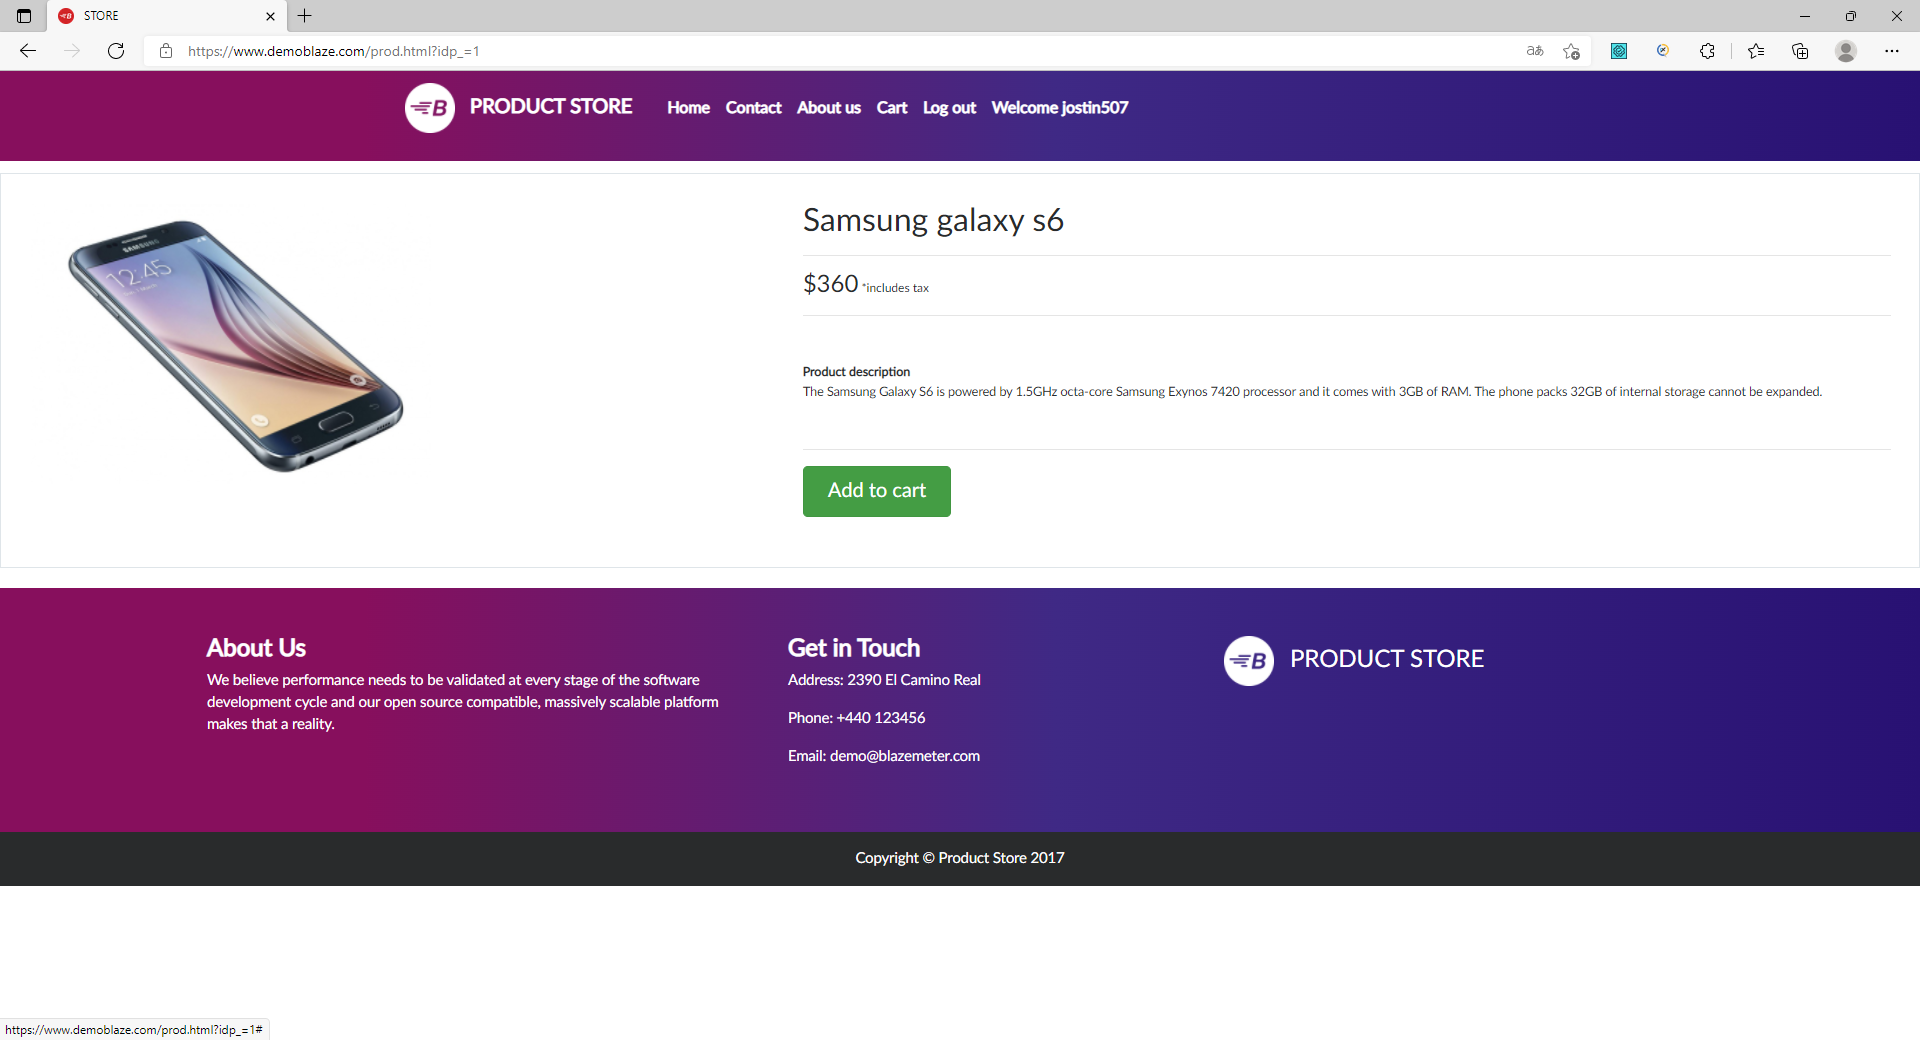 STORE
https://www.demoblaze.com/prod.html?idp_=1
PRODUCT STORE
Home Contact About us Cart Log out Welcome jostin507
SAMSUNG
12:45
Samsung galaxy s6
$360 *includes tax
Product description
The Samsung Galaxy S6 is powered by 1.5GHz octa-core Samsung Exynos 7420 processor and it comes with 3GB of RAM. The phone packs 32GB of internal storage cannot be expanded.
Add to cart
About Us
We believe performance needs to be validated at every stage of the software
development cycle and our open source compatible, massively scalable platform
makes that a reality.
Get in Touch
Address: 2390 El Camino Real
Phone: +440 123456
Email: demo@blazemeter.com
PRODUCT STORE
Copyright © Product Store 2017
https://www.demoblaze.com/prod.html?idp_=1#